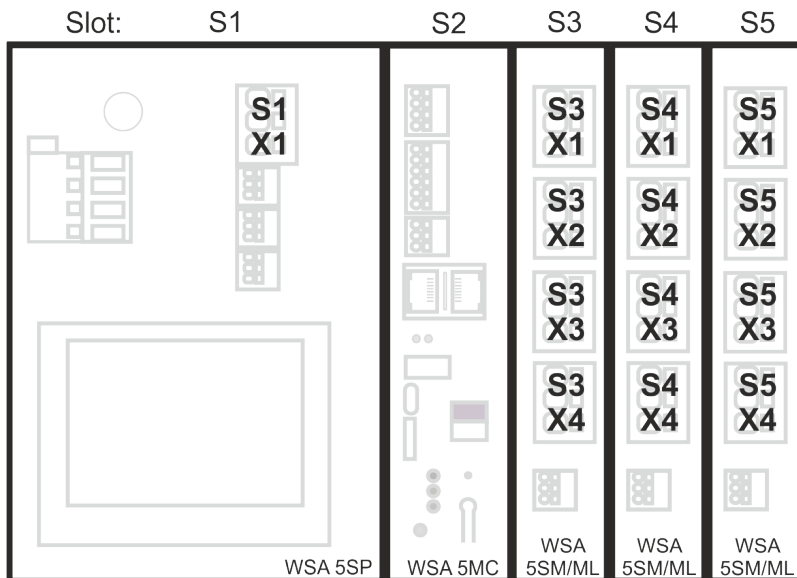 Slot: S1 S2 S3 S4 S5
S1 S3 S4 S5
X1 X1 X1 X1
S3 S4 S5
X2 X2 X2
S3 S4 S5
X3 X3 X3
S3 S4 S5
X4 X4 X4
WSA 5SP WSA 5MC
WSA WSA WSA
5SM/ML 5SM/ML 5SM/ML